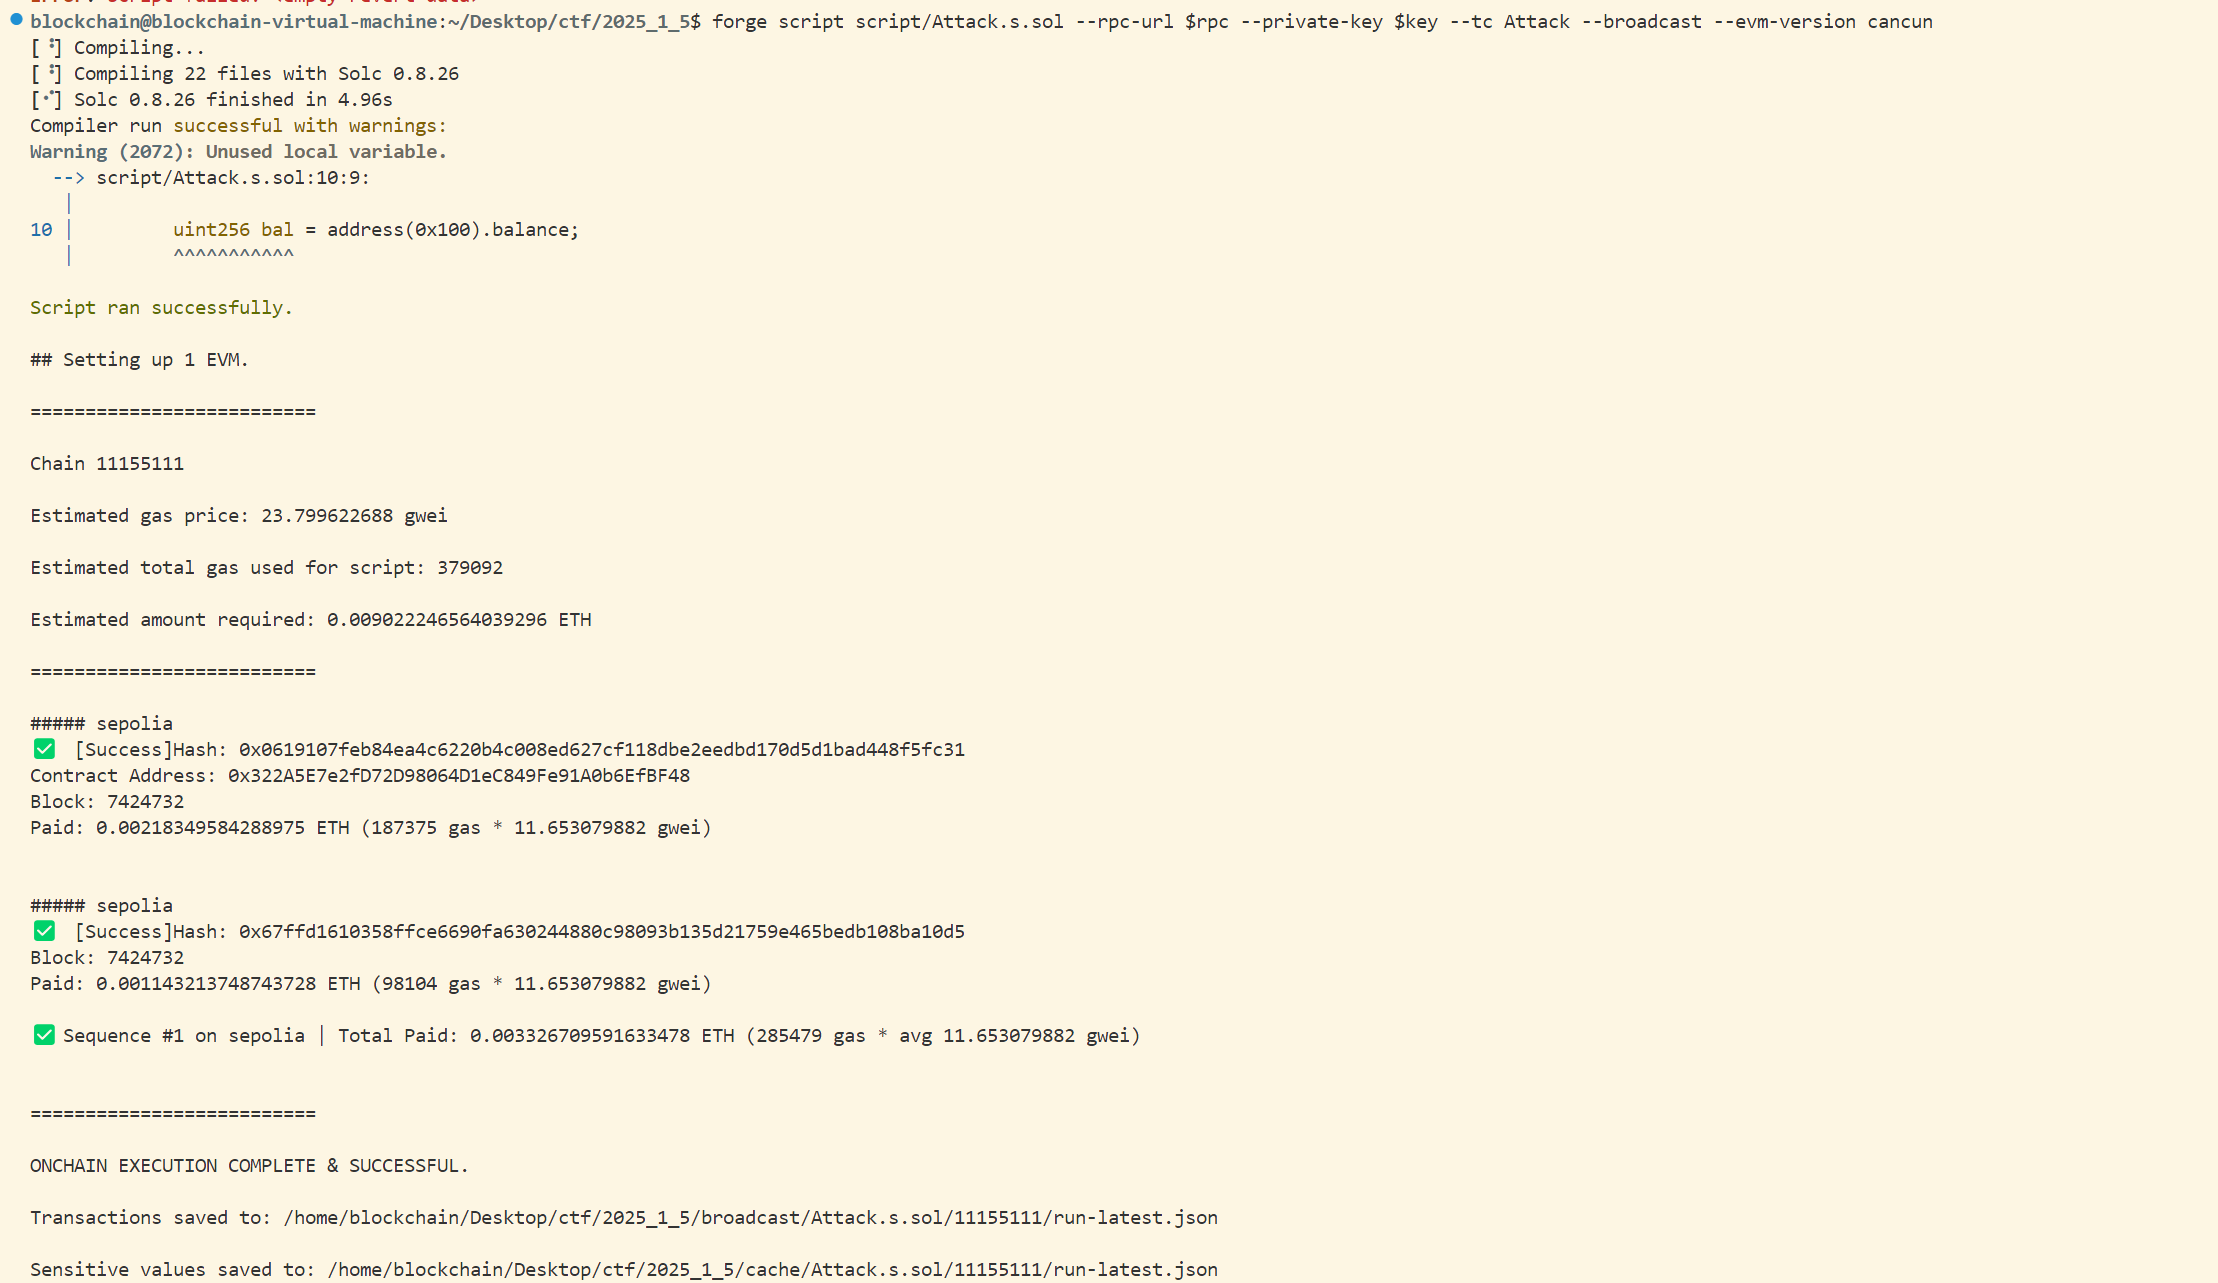 Error: script failed: <empty revert data>
blockchain@blockchain-virtual-machine:~/Desktop/ctf/2025_1_5$ forge script script/Attack.s.sol --rpc-url $rpc --private-key $key --tc Attack --broadcast --evm-version cancun
[⠘] Compiling...
[⠘] Compiling 22 files with Solc 0.8.26
[⠊] Solc 0.8.26 finished in 4.96s
Compiler run successful with warnings:
Warning (2072): Unused local variable.
  --> script/Attack.s.sol:10:9:
   |
10 |         uint256 bal = address(0x100).balance;
   |         ^^^^^^^^^^^
Script ran successfully.
## Setting up 1 EVM.
==========================
Chain 11155111
Estimated gas price: 23.799622688 gwei
Estimated total gas used for script: 379092
Estimated amount required: 0.009022246564039296 ETH
==========================
##### sepolia
✅  [Success]Hash: 0x0619107feb84ea4c6220b4c008ed627cf118dbe2eedbd170d5d1bad448f5fc31
Contract Address: 0x322A5E7e2fD72D98064D1eC849Fe91A0b6EfBF48
Block: 7424732
Paid: 0.00218349584288975 ETH (187375 gas * 11.653079882 gwei)
##### sepolia
✅  [Success]Hash: 0x67ffd1610358ffce6690fa630244880c98093b135d21759e465bedb108ba10d5
Block: 7424732
Paid: 0.001143213748743728 ETH (98104 gas * 11.653079882 gwei)
✅ Sequence #1 on sepolia | Total Paid: 0.003326709591633478 ETH (285479 gas * avg 11.653079882 gwei)
==========================
ONCHAIN EXECUTION COMPLETE & SUCCESSFUL.
Transactions saved to: /home/blockchain/Desktop/ctf/2025_1_5/broadcast/Attack.s.sol/11155111/run-latest.json
Sensitive values saved to: /home/blockchain/Desktop/ctf/2025_1_5/cache/Attack.s.sol/11155111/run-latest.json